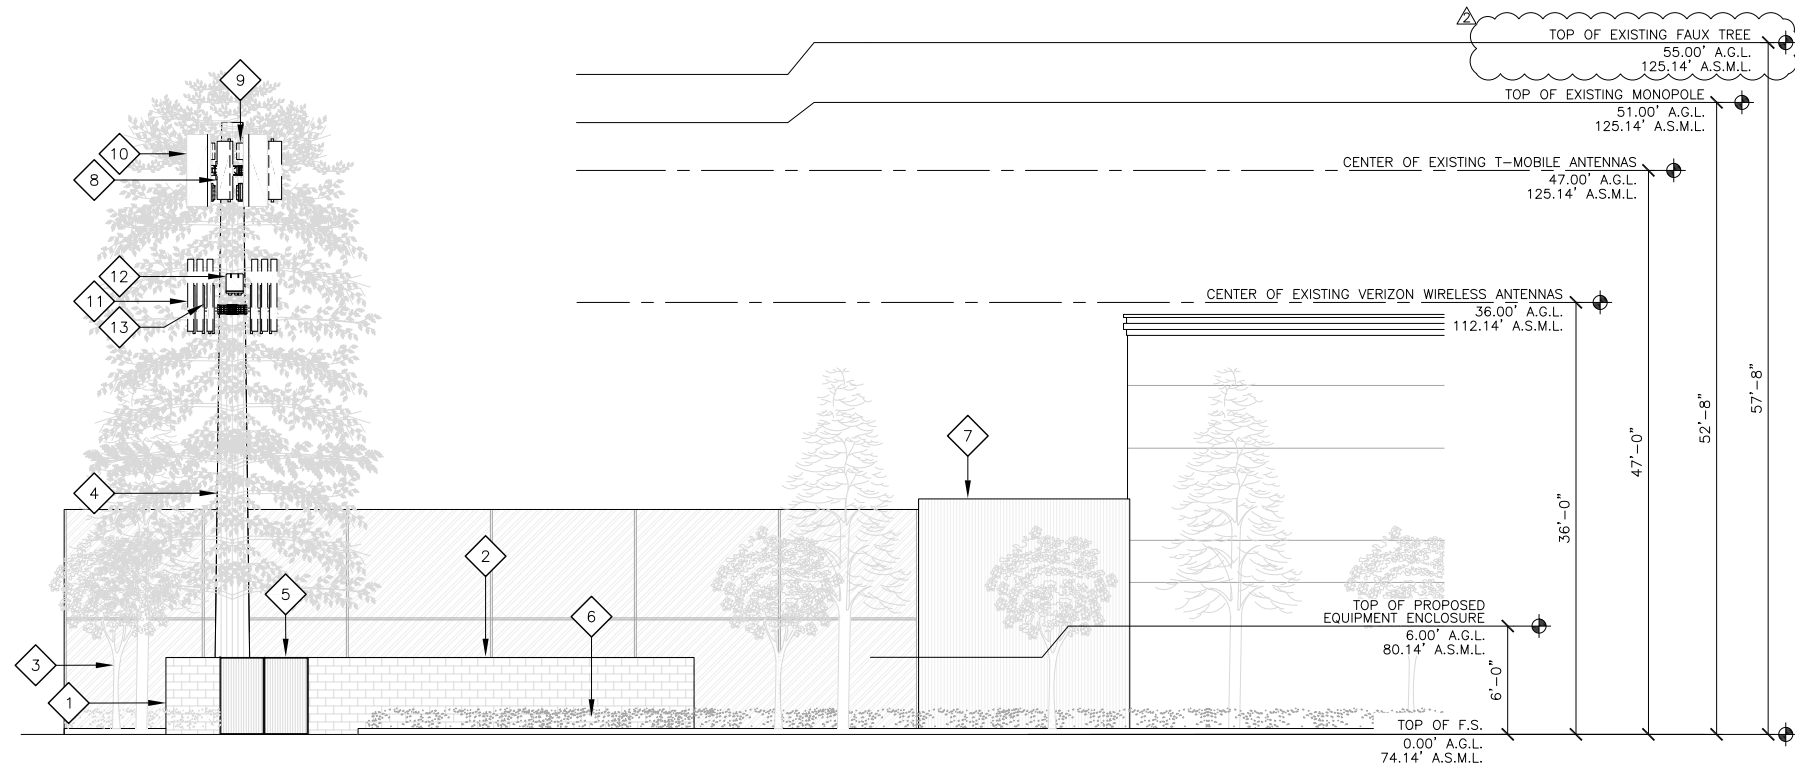 2
TOP OF EXISTING FAUX TREE
55.00' A.G.L.
125.14' A.S.M.L.
TOP OF EXISTING MONOPOLE
51.00' A.G.L.
125.14' A.S.M.L.
CENTER OF EXISTING T-MOBILE ANTENNAS
47.00' A.G.L.
125.14' A.S.M.L.
CENTER OF EXISTING VERIZON WIRELESS ANTENNAS
36.00' A.G.L.
112.14' A.S.M.L.
TOP OF PROPOSED
EQUIPMENT ENCLOSURE
6.00' A.G.L.
80.14' A.S.M.L.
TOP OF F.S.
0.00' A.G.L.
74.14' A.S.M.L.
6'-0"
36'-0"
47'-0"
52'-8"
57'-8"
9
10
8
12
11
13
4
7
2
5
6
3
1